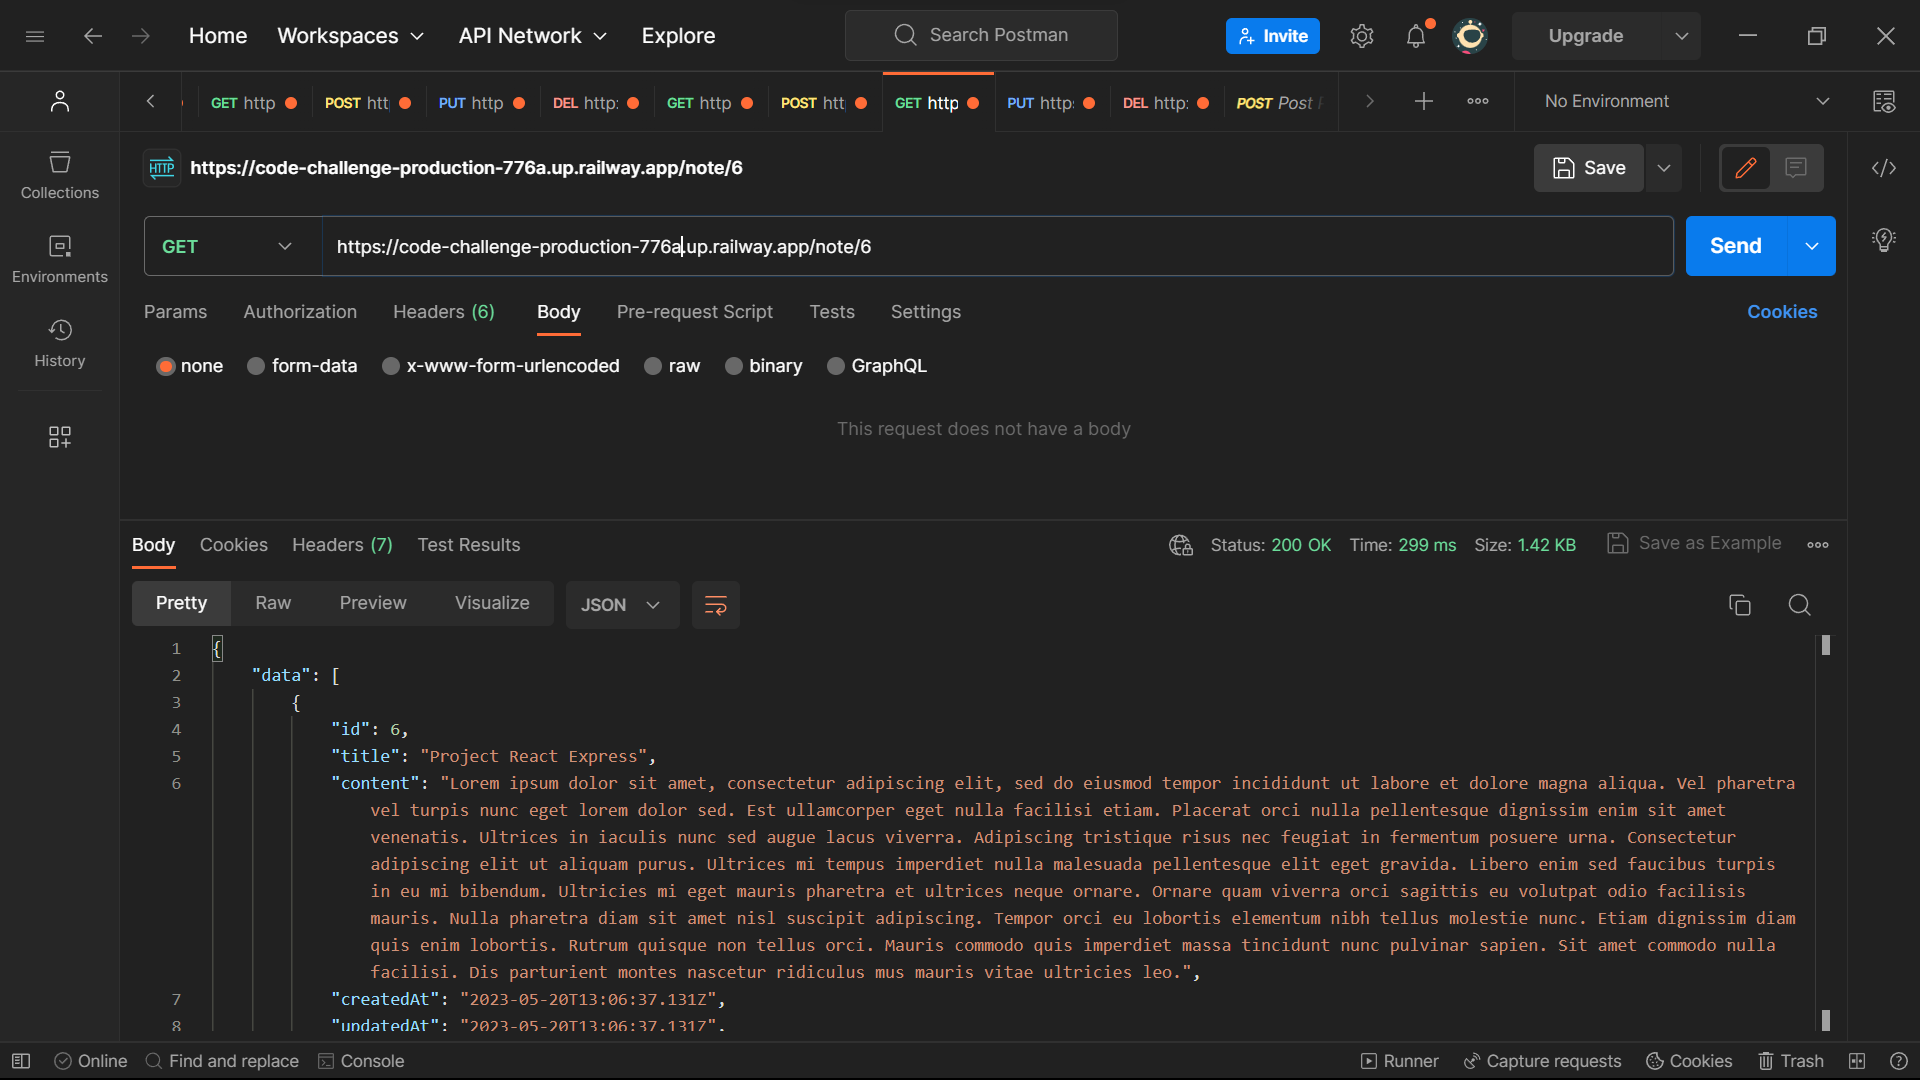 Home Workspaces API Network Explore Search Postman Invite Upgrade
GET http POST htt PUT http DEL http: GET http POST htt GET http PUT http DEL http: POST Post No Environment
HTTP https://code-challenge-production-776a.up.railway.app/note/6 Save
GET https://code-challenge-production-776a.up.railway.app/note/6 Send
Collections
Environments
History
Params Authorization Headers (6) Body Pre-request Script Tests Settings Cookies
none form-data x-www-form-urlencoded raw binary GraphQL
This request does not have a body
Body Cookies Headers (7) Test Results Status: 200 OK Time: 299 ms Size: 1.42 KB Save as Example
Pretty Raw Preview Visualize JSON
1 {
2 "data": [
3 {
4 "id": 6,
5 "title": "Project React Express",
6 "content": "Lorem ipsum dolor sit amet, consectetur adipiscing elit, sed do eiusmod tempor incididunt ut labore et dolore magna aliqua. Vel pharetra
vel turpis nunc eget lorem dolor sed. Est ullamcorper eget nulla facilisi etiam. Placerat orci nulla pellentesque dignissim enim sit amet
venenatis. Ultrices in iaculis nunc sed augue lacus viverra. Adipiscing tristique risus nec feugiat in fermentum posuere urna. Consectetur
adipiscing elit ut aliquam purus. Ultrices mi tempus imperdiet nulla malesuada pellentesque elit eget gravida. Libero enim sed faucibus turpis
in eu mi bibendum. Ultricies mi eget mauris pharetra et ultrices neque ornare. Ornare quam viverra orci sagittis eu volutpat odio facilisis
mauris. Nulla pharetra diam sit amet nisl suscipit adipiscing. Tempor orci eu lobortis elementum nibh tellus molestie nunc. Etiam dignissim diam
quis enim lobortis. Rutrum quisque non tellus orci. Mauris commodo quis imperdiet massa tincidunt nunc pulvinar sapien. Sit amet commodo nulla
facilisi. Dis parturient montes nascetur ridiculus mus mauris vitae ultricies leo.",
7 "createdAt": "2023-05-20T13:06:37.131Z",
8 "updatedAt": "2023-05-20T13:06:37.131Z",
Online Find and replace Console Runner Capture requests Cookies Trash